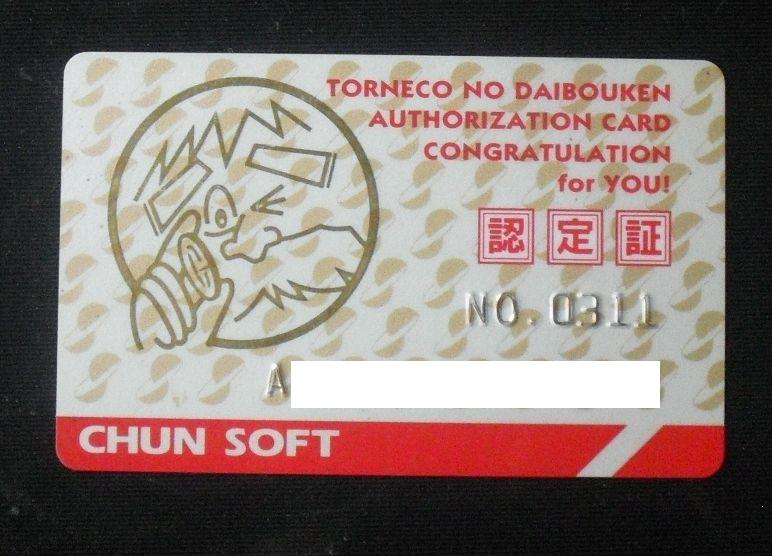 TORNECO NO DAIBOUKEN
AUTHORIZATION CARD
CONGRATULATION
for YOU!
認定証
NO.0311
A
CHUN SOFT